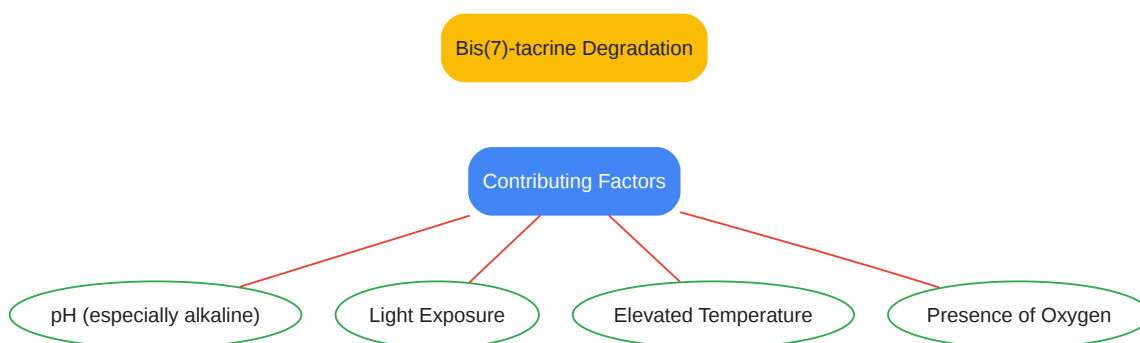 Bis(7)-tacrine Degradation
Contributing Factors
pH (especially alkaline)
Light Exposure
Elevated Temperature
Presence of Oxygen